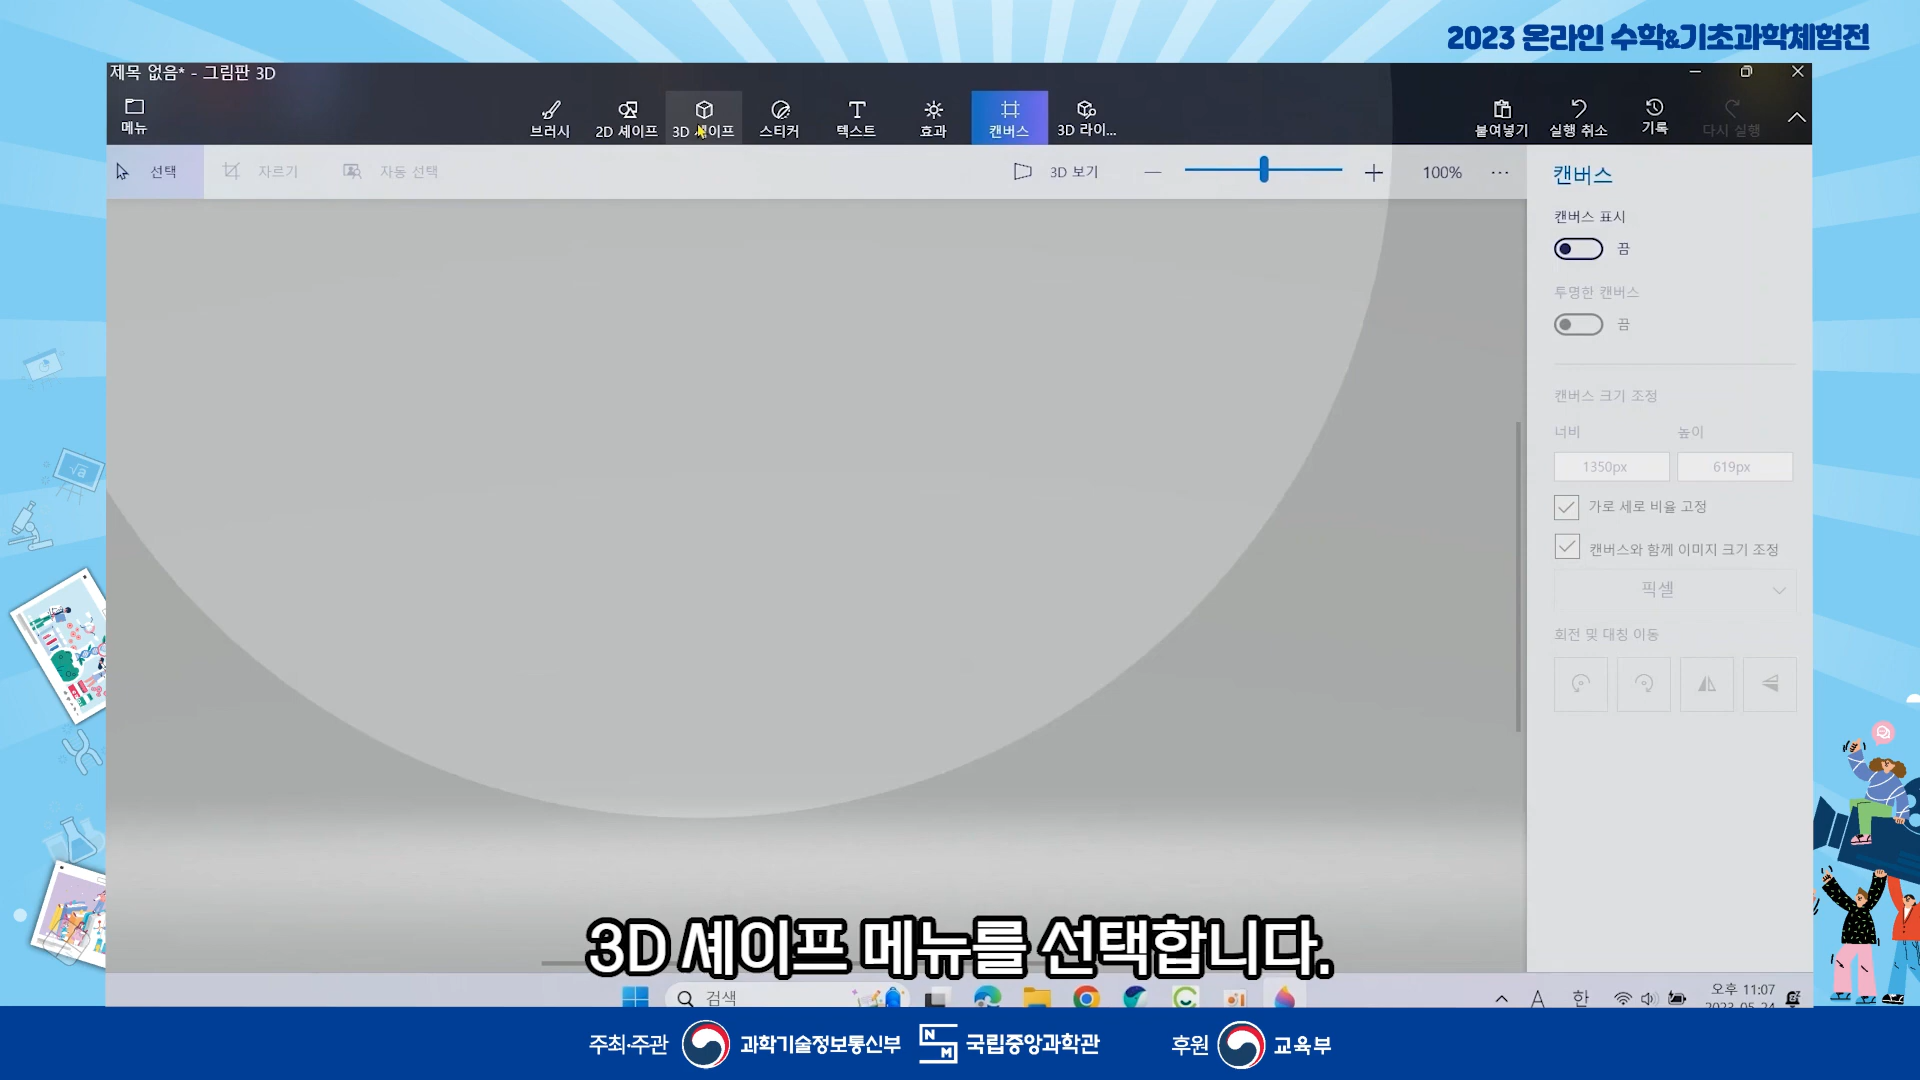 2023 온라인 수학&기초과학체험전
제목 없음* - 그림판 3D
메뉴
브러시
2D 셰이프
3D 셰이프
스티커
텍스트
효과
캔버스
3D 라이...
붙여넣기
실행 취소
기록
다시 실행
선택
자르기
자동 선택
3D 보기
100%
캔버스
캔버스 표시
끔
투명한 캔버스
끔
캔버스 크기 조정
너비 높이
1350px 619px
가로 세로 비율 고정
캔버스와 함께 이미지 크기 조정
픽셀
회전 및 대칭 이동
3D 셰이프 메뉴를 선택합니다.
검색
A 한
오후 11:07
2023-05-24
주최·주관 과학기술정보통신부 NSM 국립중앙과학관 후원 교육부